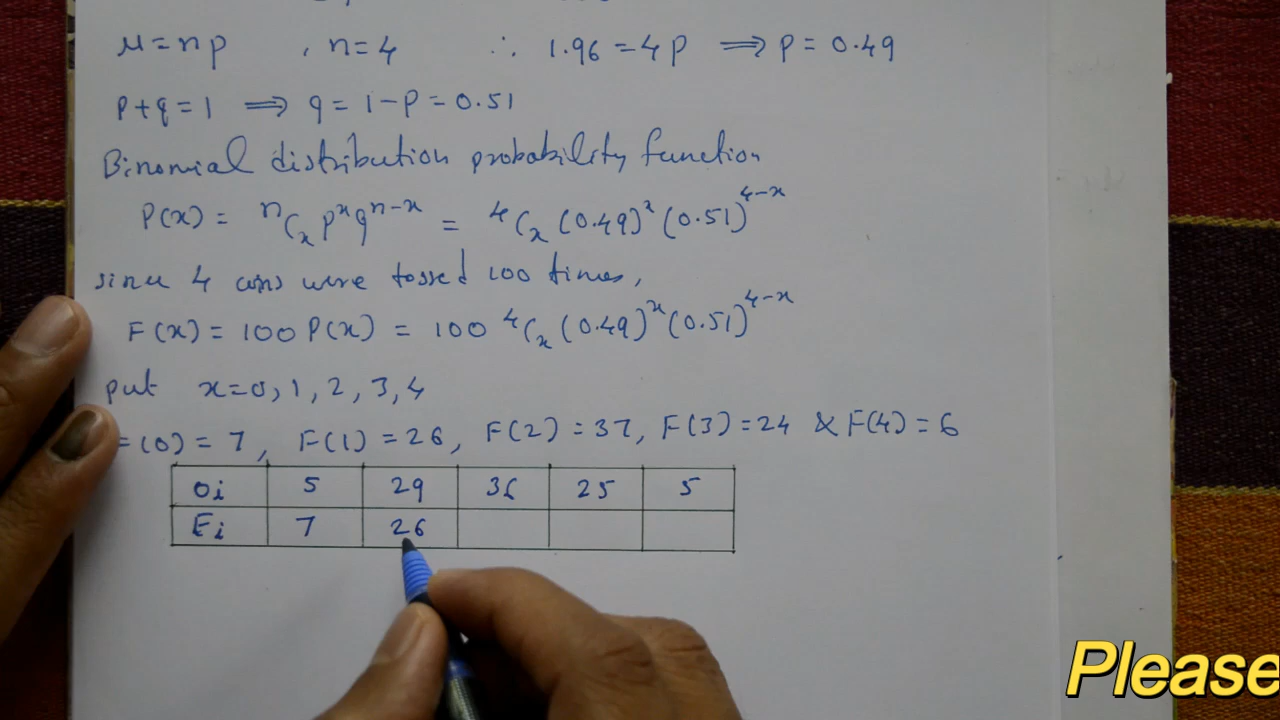 μ = np , n = 4 ∴ 1.96 = 4p ⟹ p = 0.49
p + q = 1 ⟹ q = 1 - p = 0.51
Binomial distribution probability function
P(x) = ⁿCₓ pˣ qⁿ⁻ˣ = ⁴Cₓ (0.49)ˣ (0.51)⁴⁻ˣ
since 4 coins were tossed 100 times,
F(x) = 100 P(x) = 100 ⁴Cₓ (0.49)ˣ (0.51)⁴⁻ˣ
put x = 0, 1, 2, 3, 4
(0) = 7, F(1) = 26, F(2) = 37, F(3) = 24 & F(4) = 6
Oi 5 29 36 25 5
Ei 7 26
Please